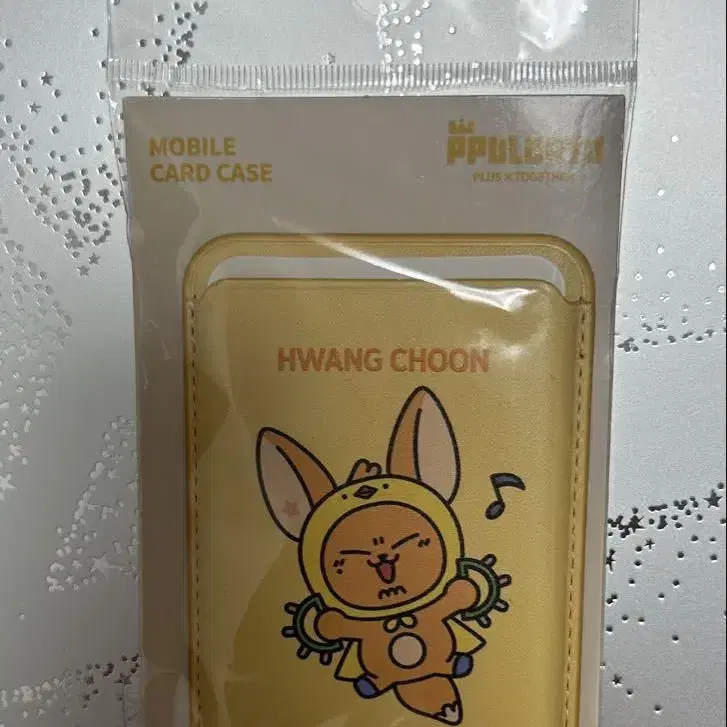 MOBILE
CARD CASE
PLUS X TOGETHER
HWANG CHOON